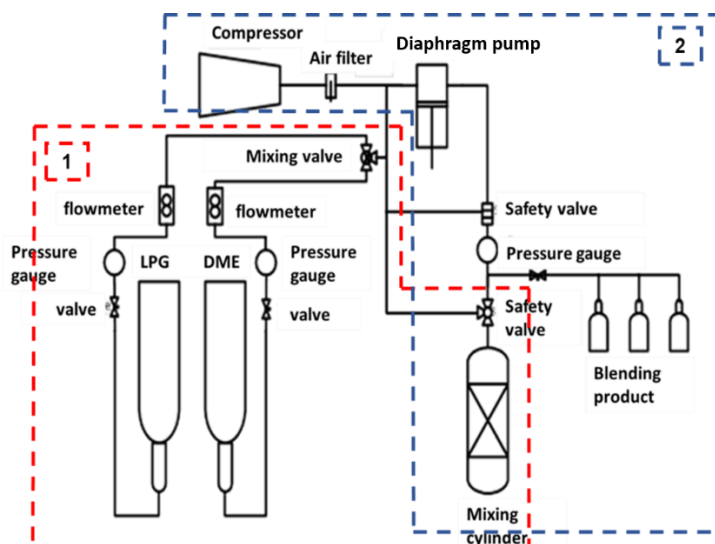 Compressor
Air filter
Diaphragm pump
2
1
Mixing valve
flowmeter
flowmeter
Safety valve
Pressure
gauge
LPG
DME
Pressure
gauge
Pressure gauge
valve
valve
Safety
valve
Blending
product
Mixing
cylinder